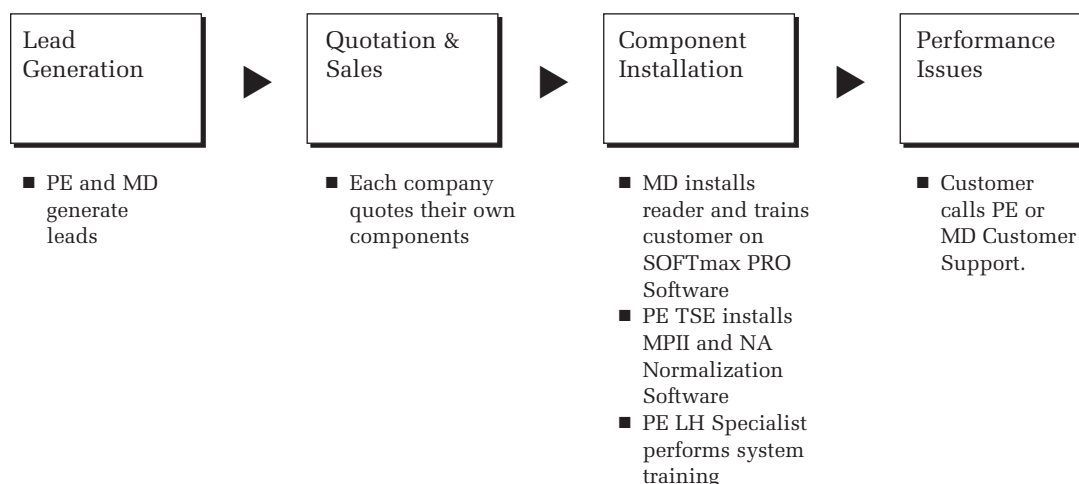 Lead
Generation
Quotation &
Sales
Component
Installation
Performance
Issues
■ PE and MD
generate
leads
■ Each company
quotes their own
components
■ MD installs
reader and trains
customer on
SOFTmax PRO
Software
■ PE TSE installs
MPII and NA
Normalization
Software
■ PE LH Specialist
performs system
training
■ Customer
calls PE or
MD Customer
Support.